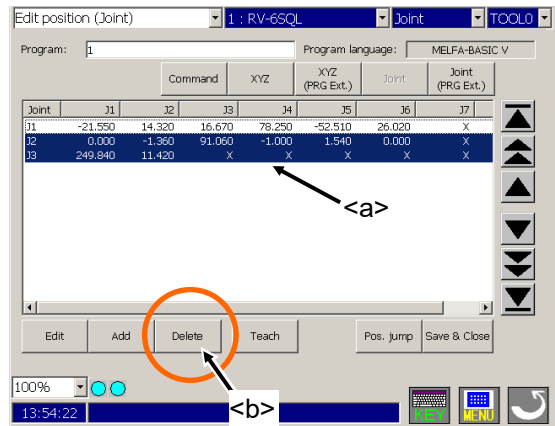 Edit position (Joint) 1 : RV-6SQL Joint TOOL0
Program: 1 Program language: MELFA-BASIC V
Command XYZ XYZ (PRG Ext.) Joint Joint (PRG Ext.)
Joint J1 J2 J3 J4 J5 J6 J7
J1 -21.550 14.320 16.670 78.250 -52.510 26.020 X
J2 0.000 -1.360 91.060 -1.000 1.540 0.000 X
J3 249.840 11.420 X X X X X
<a>
Edit Add Delete Teach Pos. jump Save & Close
100%
<b>
13:54:22 KEY MENU